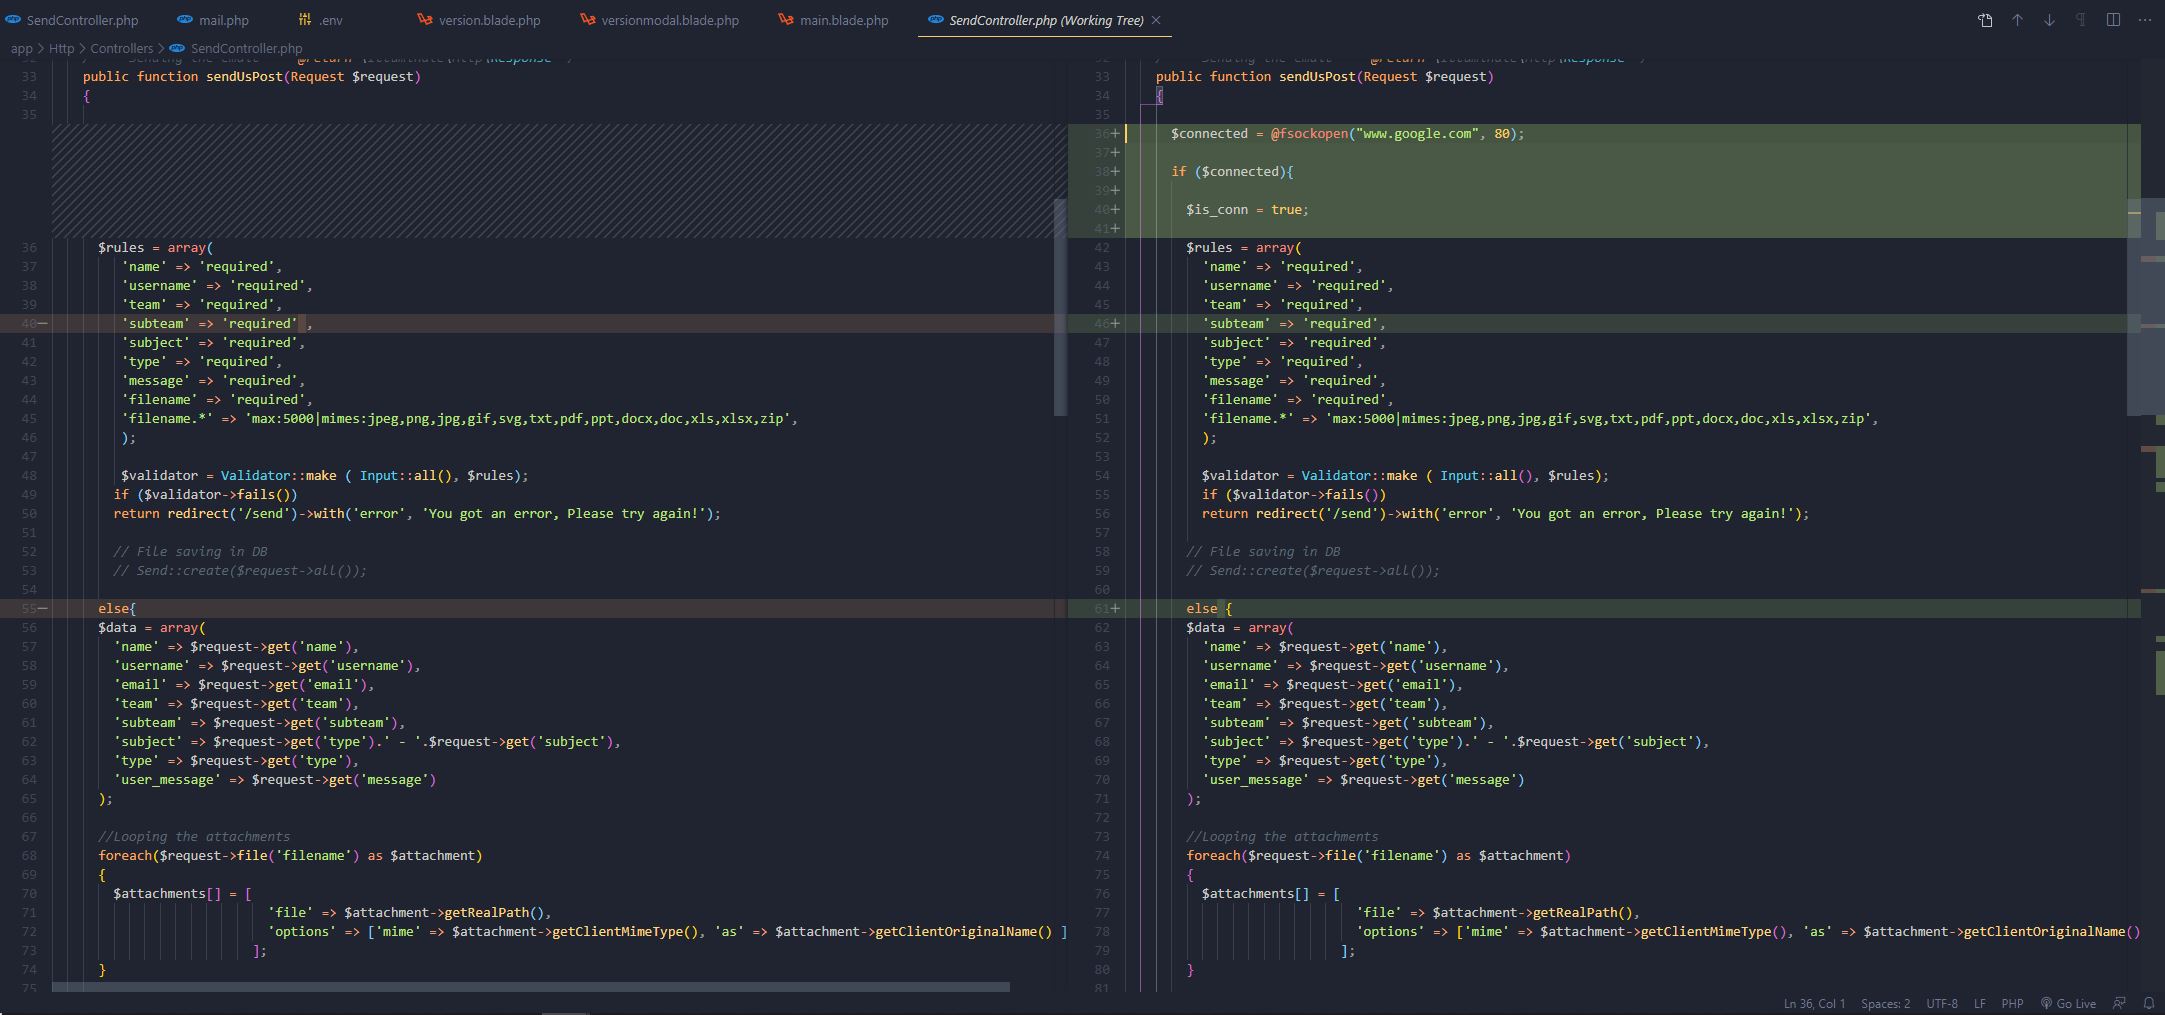 SendController.php mail.php .env version.blade.php versionmodal.blade.php main.blade.php SendController.php (Working Tree)
app > Http > Controllers > SendController.php
33 public function sendUsPost(Request $request)
34 {
35
36 $rules = array(
37 'name' => 'required',
38 'username' => 'required',
39 'team' => 'required',
40 'subteam' => 'required' ,
41 'subject' => 'required',
42 'type' => 'required',
43 'message' => 'required',
44 'filename' => 'required',
45 'filename.*' => 'max:5000|mimes:jpeg,png,jpg,gif,svg,txt,pdf,ppt,docx,doc,xls,xlsx,zip',
46 );
47
48 $validator = Validator::make ( Input::all(), $rules);
49 if ($validator->fails())
50 return redirect('/send')->with('error', 'You got an error, Please try again!');
51
52 // File saving in DB
53 // Send::create($request->all());
54
55 else{
56 $data = array(
57 'name' => $request->get('name'),
58 'username' => $request->get('username'),
59 'email' => $request->get('email'),
60 'team' => $request->get('team'),
61 'subteam' => $request->get('subteam'),
62 'subject' => $request->get('type').' - '.$request->get('subject'),
63 'type' => $request->get('type'),
64 'user_message' => $request->get('message')
65 );
66
67 //Looping the attachments
68 foreach($request->file('filename') as $attachment)
69 {
70 $attachments[] = [
71 'file' => $attachment->getRealPath(),
72 'options' => ['mime' => $attachment->getClientMimeType(), 'as' => $attachment->getClientOriginalName() ]
73 ];
74 }
75
33 public function sendUsPost(Request $request)
34 {
35
36+ $connected = @fsockopen("www.google.com", 80);
37+
38+ if ($connected){
39+
40+ $is_conn = true;
41+
42 $rules = array(
43 'name' => 'required',
44 'username' => 'required',
45 'team' => 'required',
46+ 'subteam' => 'required',
47 'subject' => 'required',
48 'type' => 'required',
49 'message' => 'required',
50 'filename' => 'required',
51 'filename.*' => 'max:5000|mimes:jpeg,png,jpg,gif,svg,txt,pdf,ppt,docx,doc,xls,xlsx,zip',
52 );
53
54 $validator = Validator::make ( Input::all(), $rules);
55 if ($validator->fails())
56 return redirect('/send')->with('error', 'You got an error, Please try again!');
57
58 // File saving in DB
59 // Send::create($request->all());
60
61+ else {
62 $data = array(
63 'name' => $request->get('name'),
64 'username' => $request->get('username'),
65 'email' => $request->get('email'),
66 'team' => $request->get('team'),
67 'subteam' => $request->get('subteam'),
68 'subject' => $request->get('type').' - '.$request->get('subject'),
69 'type' => $request->get('type'),
70 'user_message' => $request->get('message')
71 );
72
73 //Looping the attachments
74 foreach($request->file('filename') as $attachment)
75 {
76 $attachments[] = [
77 'file' => $attachment->getRealPath(),
78 'options' => ['mime' => $attachment->getClientMimeType(), 'as' => $attachment->getClientOriginalName()
79 ];
80 }
81
Ln 36, Col 1 Spaces: 2 UTF-8 LF PHP Go Live